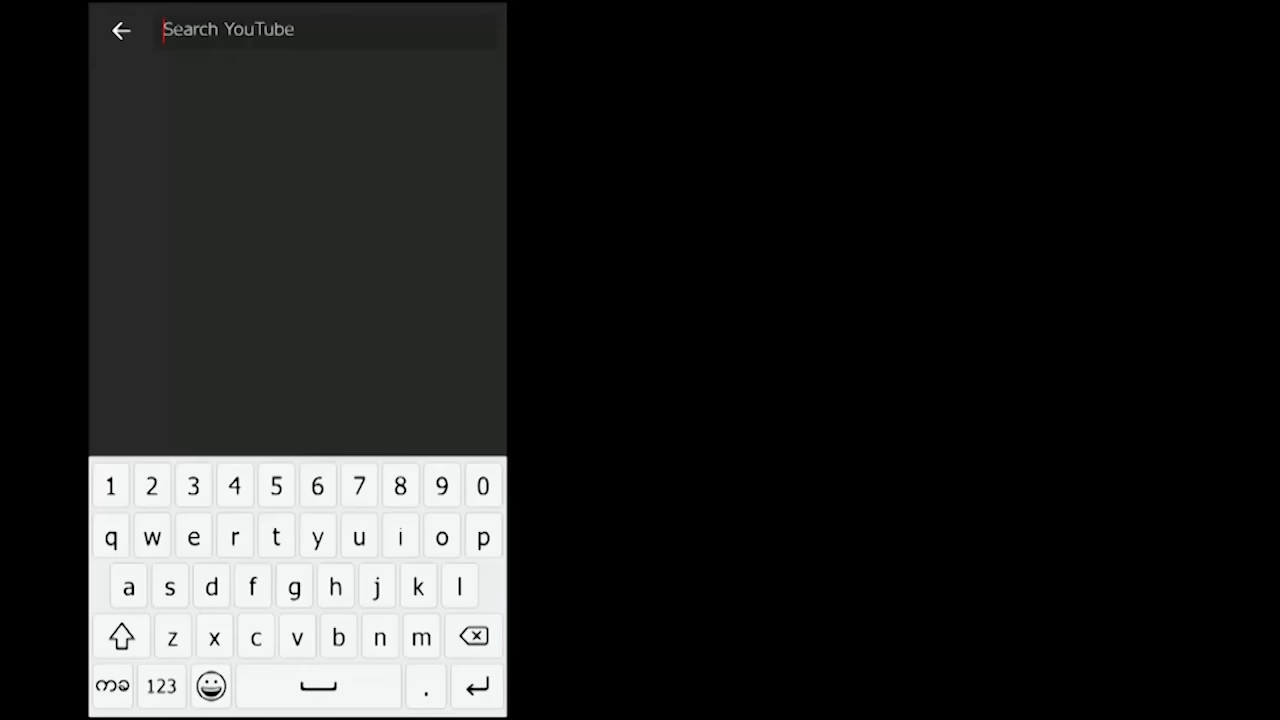 Search YouTube
1 2 3 4 5 6 7 8 9 0
q w e r t y u i o p
a s d f g h j k l
z x c v b n m
ကခ 123 .